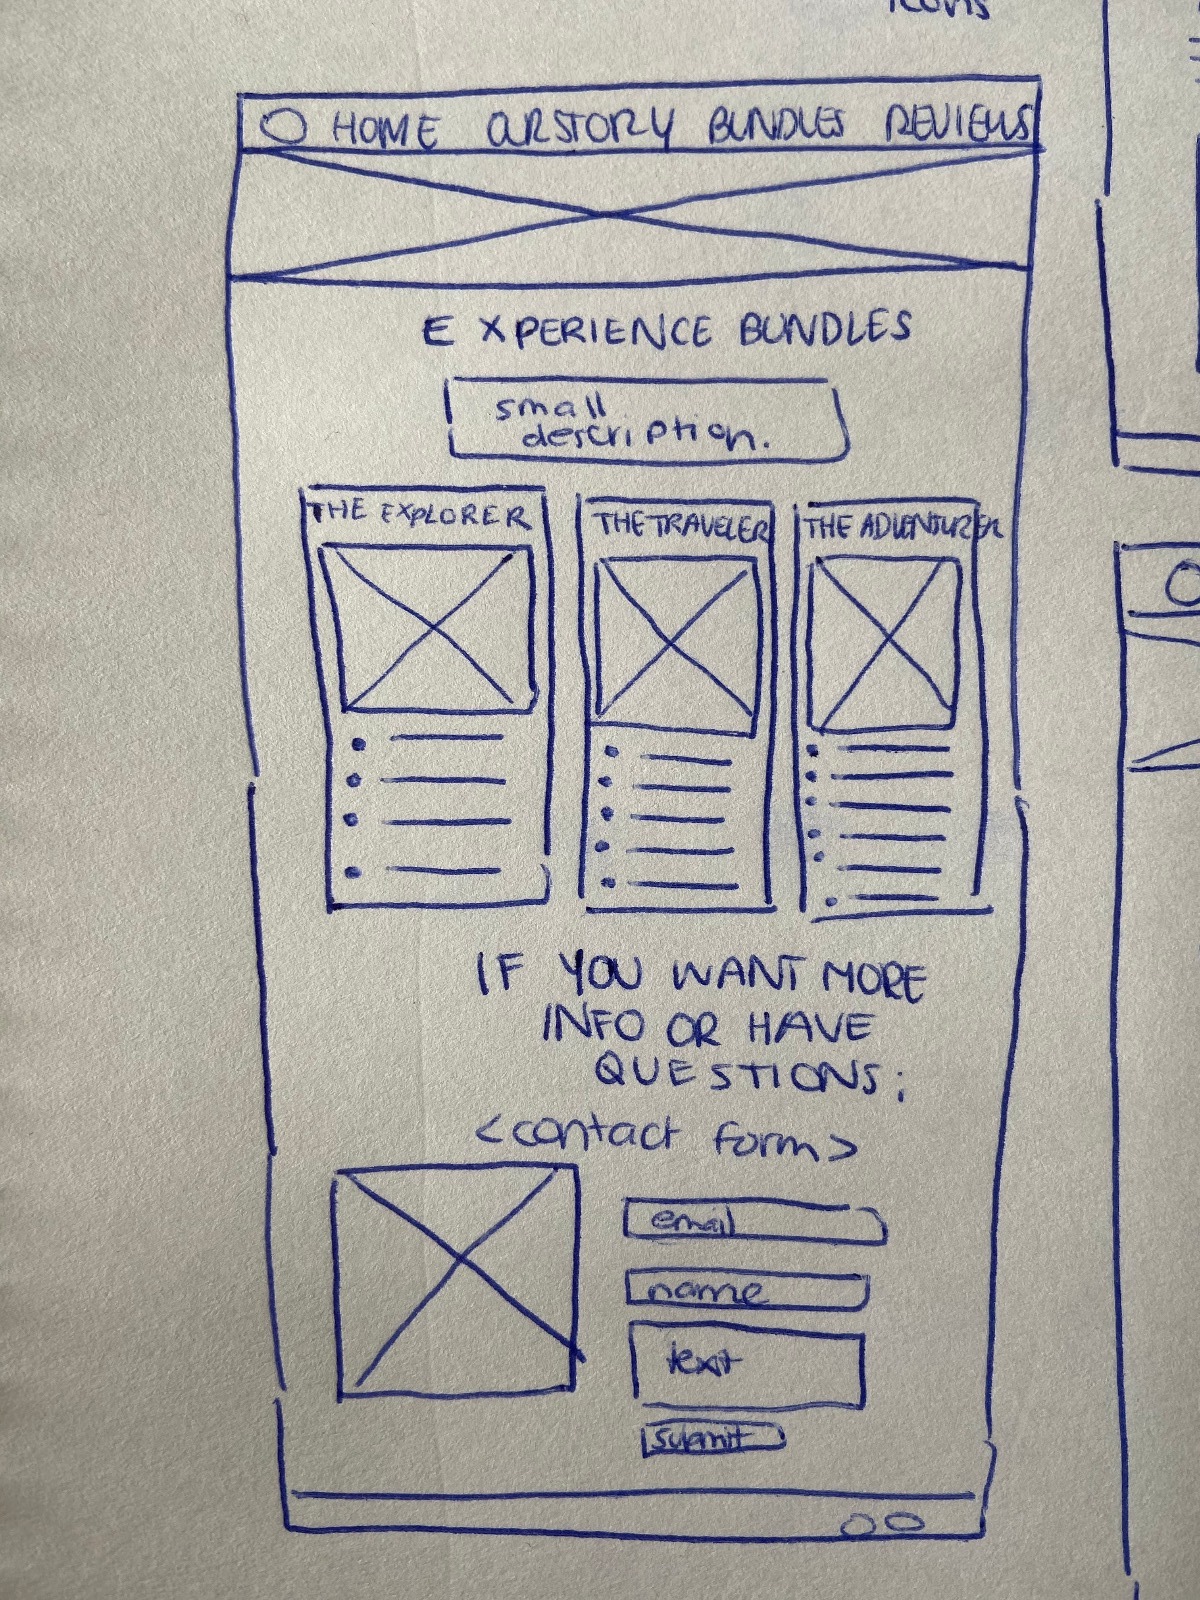 icons
HOME OURSTORY BUNDLES REVIEWS
EXPERIENCE BUNDLES
small
description.
THE EXPLORER
THE TRAVELER
THE ADVENTURER
IF YOU WANT MORE
INFO OR HAVE
QUESTIONS;
<contact form>
email
name
text
submit